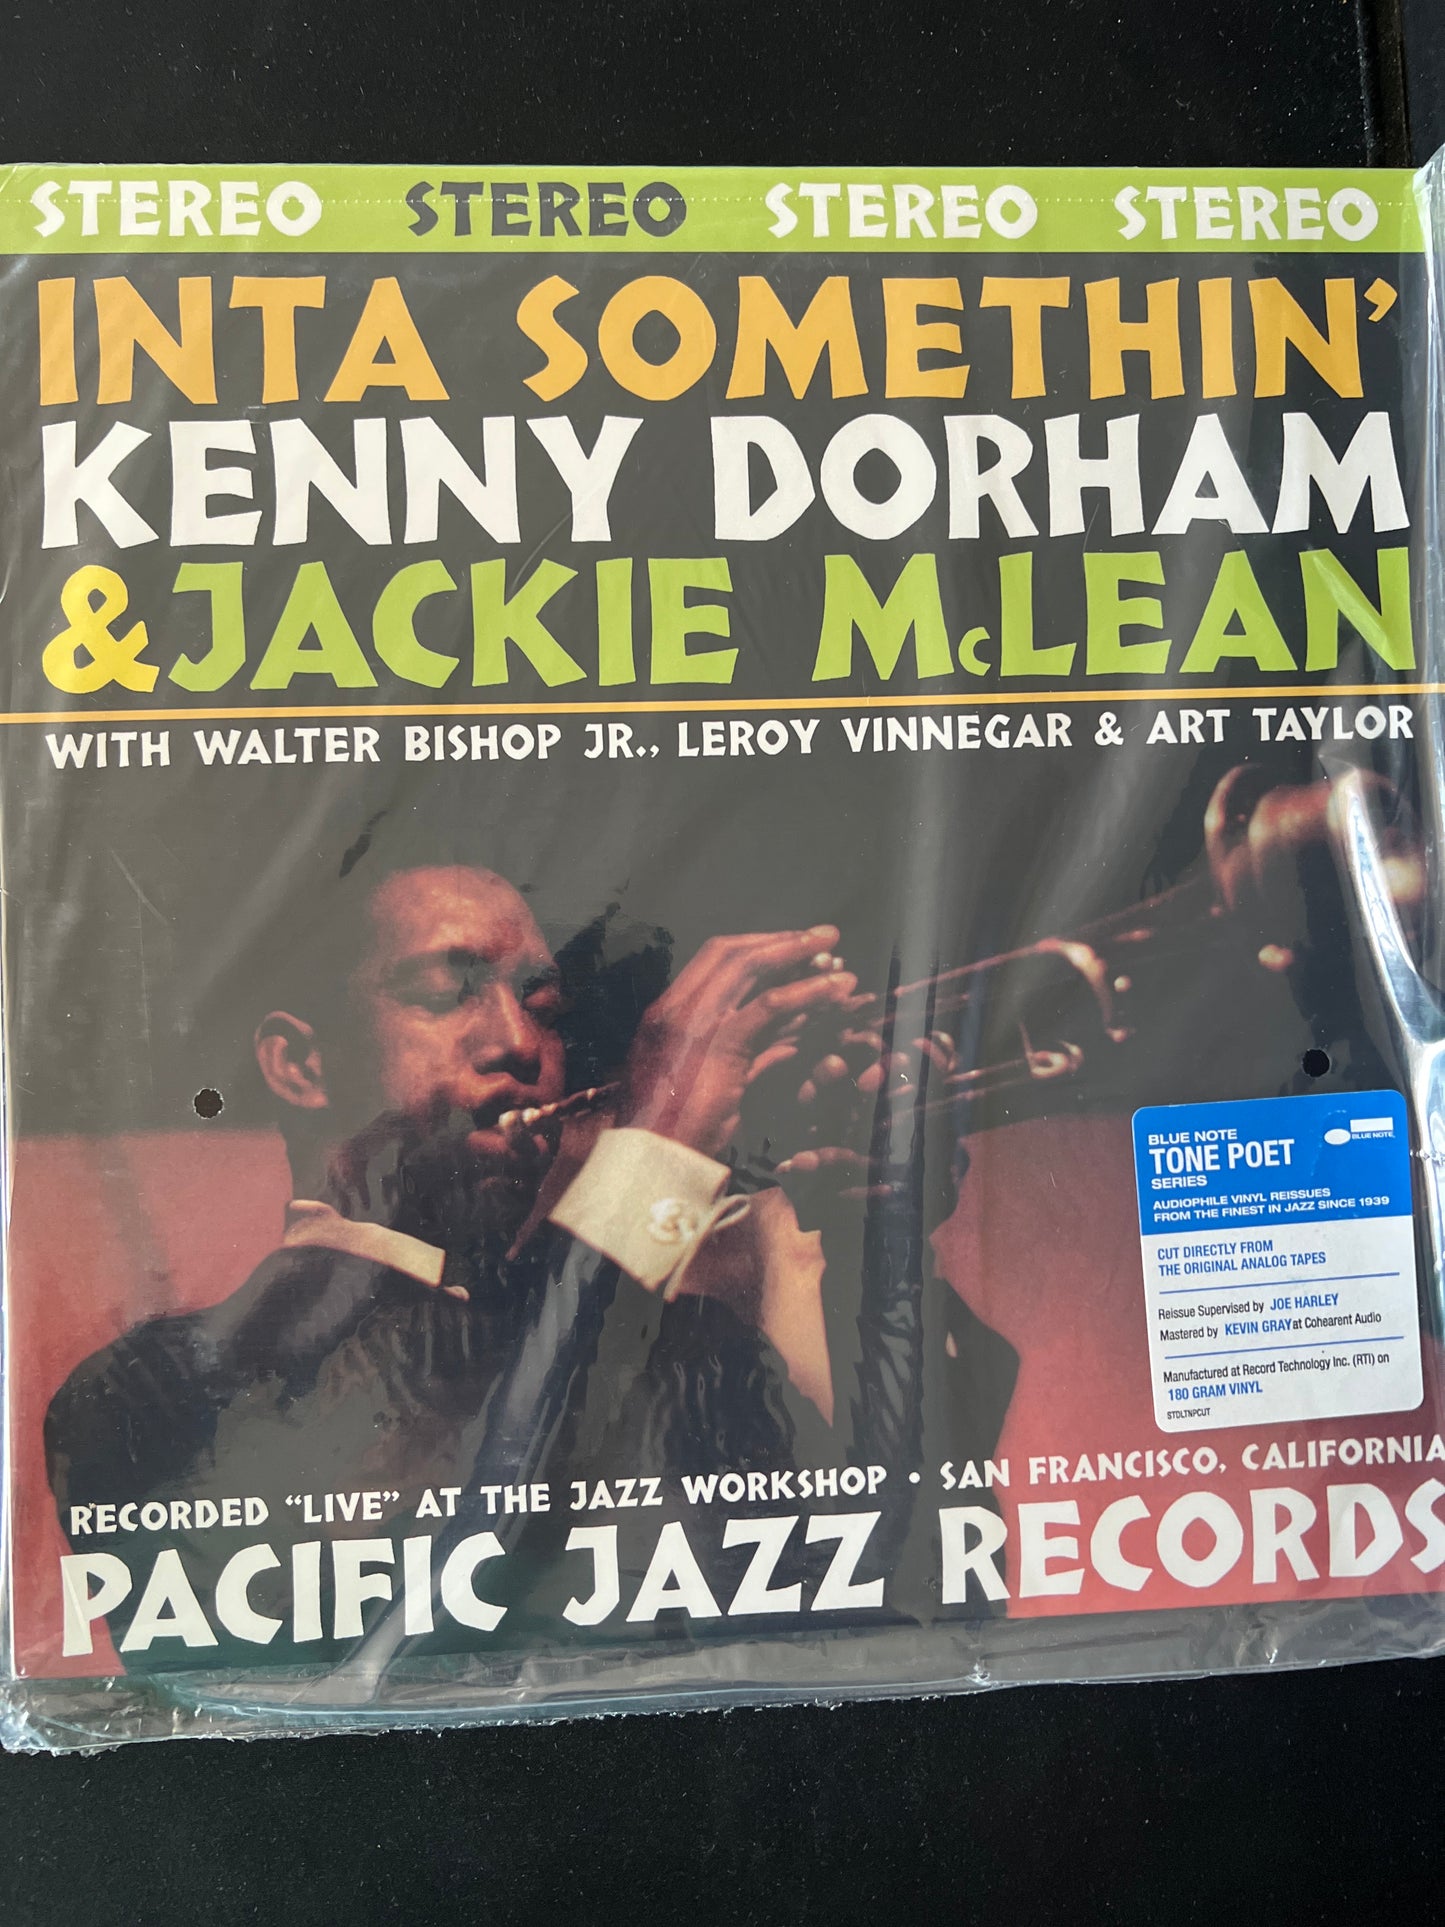 STEREO STEREO STEREO STEREO
INTA SOMETHIN'
KENNY DORHAM
& JACKIE McLEAN
WITH WALTER BISHOP JR., LEROY VINNEGAR & ART TAYLOR
BLUE NOTE
BLUE NOTE
TONE POET
SERIES
AUDIOPHILE VINYL REISSUES
FROM THE FINEST IN JAZZ SINCE 1939
CUT DIRECTLY FROM
THE ORIGINAL ANALOG TAPES
Reissue Supervised by JOE HARLEY
Mastered by KEVIN GRAY at Cohearent Audio
Manufactured at Record Technology Inc. (RTI) on
180 GRAM VINYL
STDLTNPCUT
RECORDED "LIVE" AT THE JAZZ WORKSHOP • SAN FRANCISCO, CALIFORNIA
PACIFIC JAZZ RECORDS